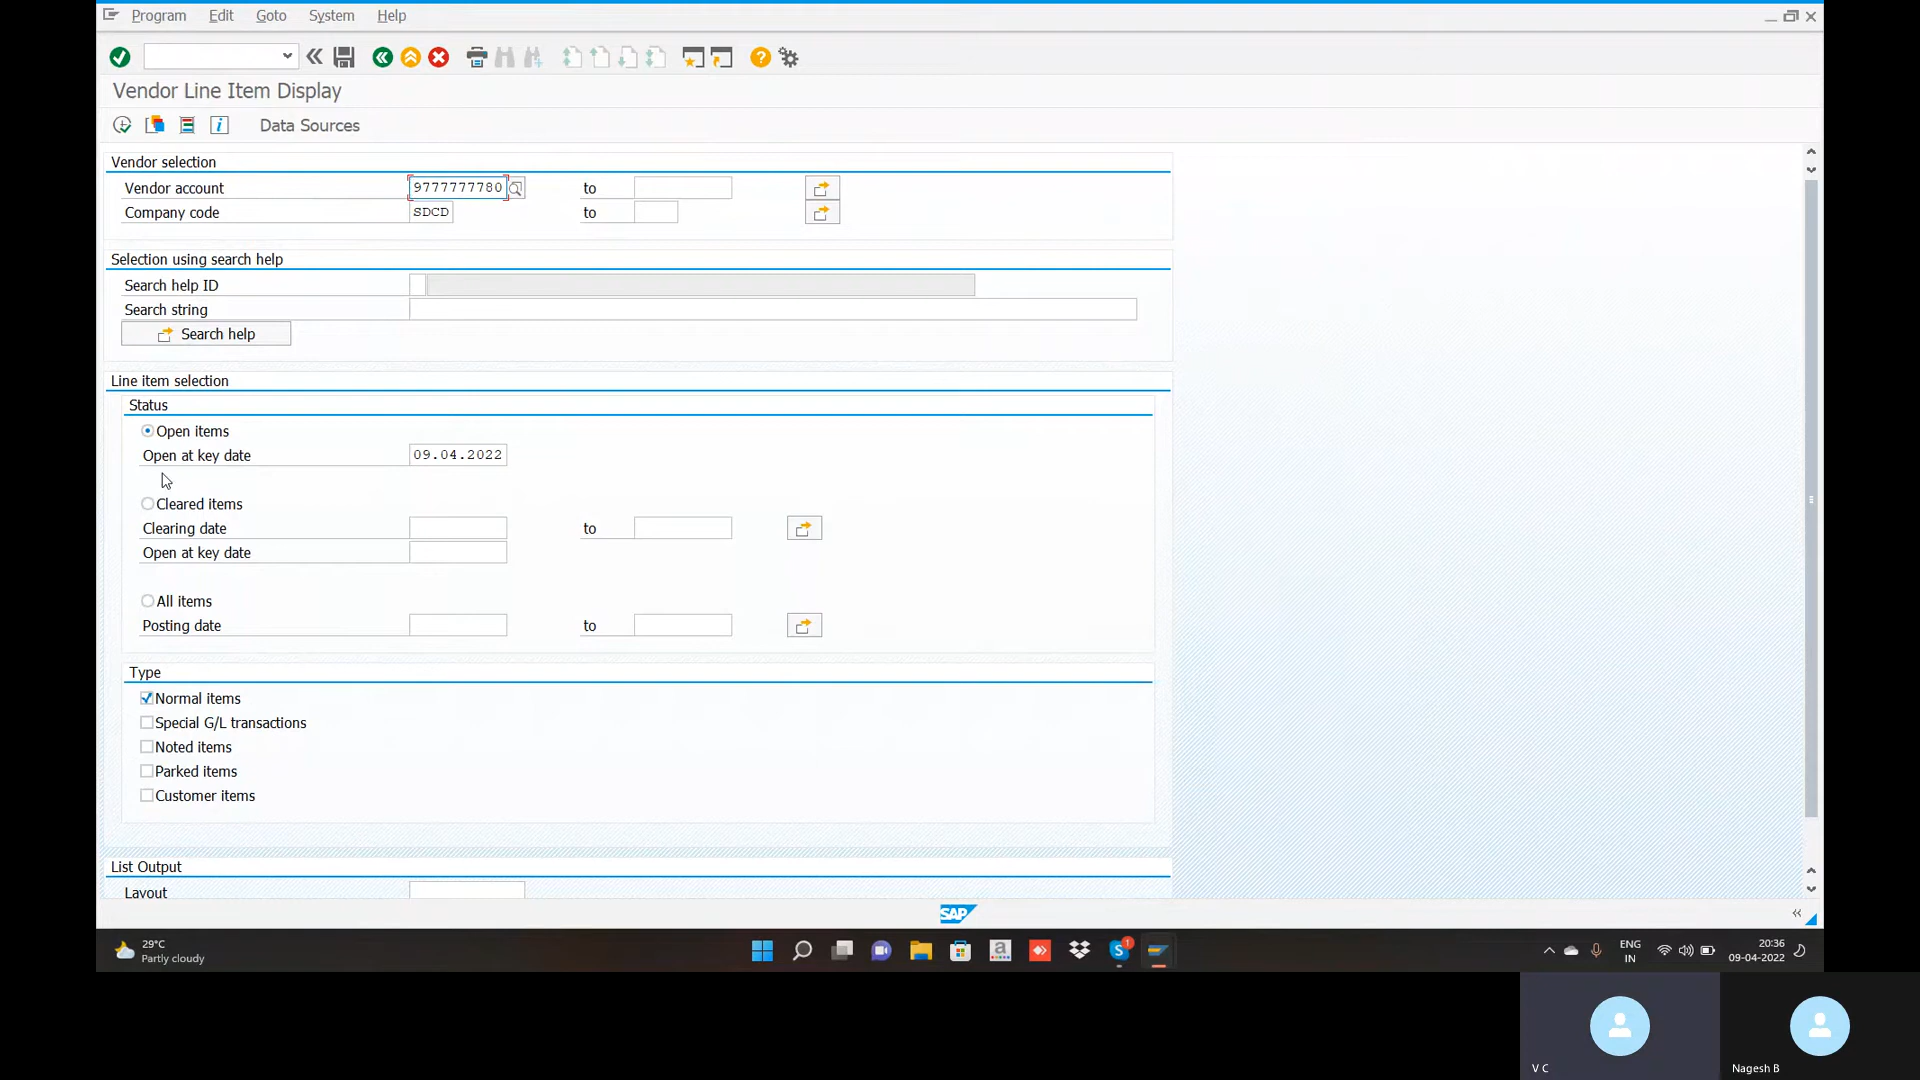 Program Edit Goto System Help
Vendor Line Item Display
Data Sources
Vendor selection
Vendor account 9777777780 to
Company code SDCD to
Selection using search help
Search help ID
Search string
Search help
Line item selection
Status
Open items
Open at key date 09.04.2022
Cleared items
Clearing date to
Open at key date
All items
Posting date to
Type
Normal items
Special G/L transactions
Noted items
Parked items
Customer items
List Output
Layout
SAP
29°C
Partly cloudy
ENG
IN
20:36
09-04-2022
V C
Nagesh B